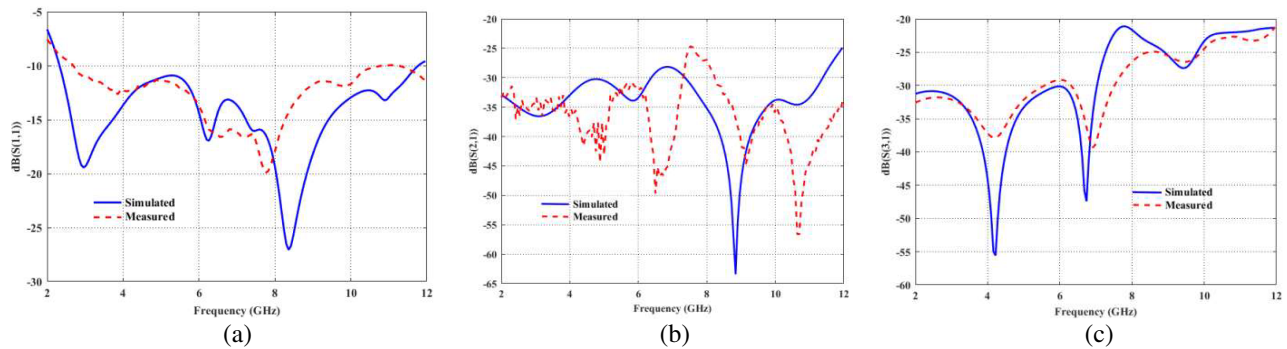 -5
-10
-15
-20
-25
-30
dB(S(1,1))
Simulated
Measured
2 4 6 8 10 12
Frequency (GHz)
(a)
-20
-25
-30
-35
-40
-45
-50
-55
-60
-65
dB(S(2,1))
Simulated
Measured
2 4 6 8 10 12
Frequency (GHz)
(b)
-20
-25
-30
-35
-40
-45
-50
-55
-60
dB(S(3,1))
Simulated
Measured
2 4 6 8 10 12
Frequency (GHz)
(c)